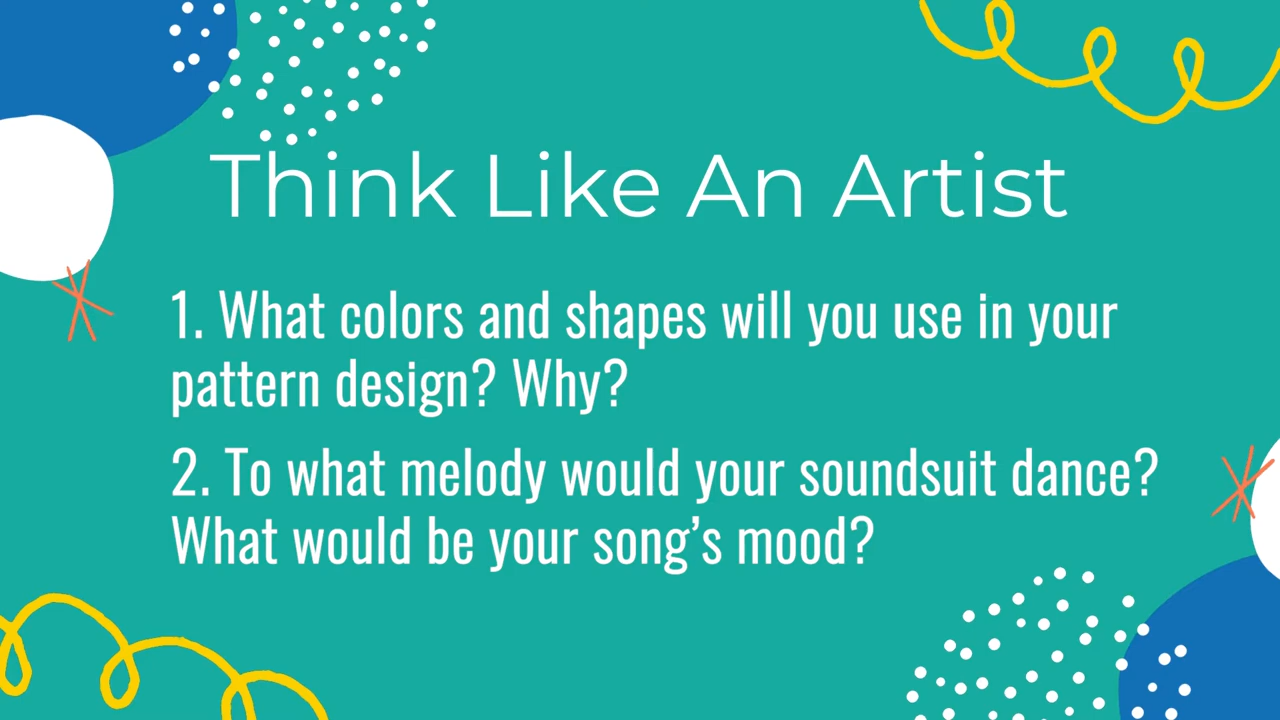 Think Like An Artist
1. What colors and shapes will you use in your
pattern design? Why?
2. To what melody would your soundsuit dance?
What would be your song’s mood?